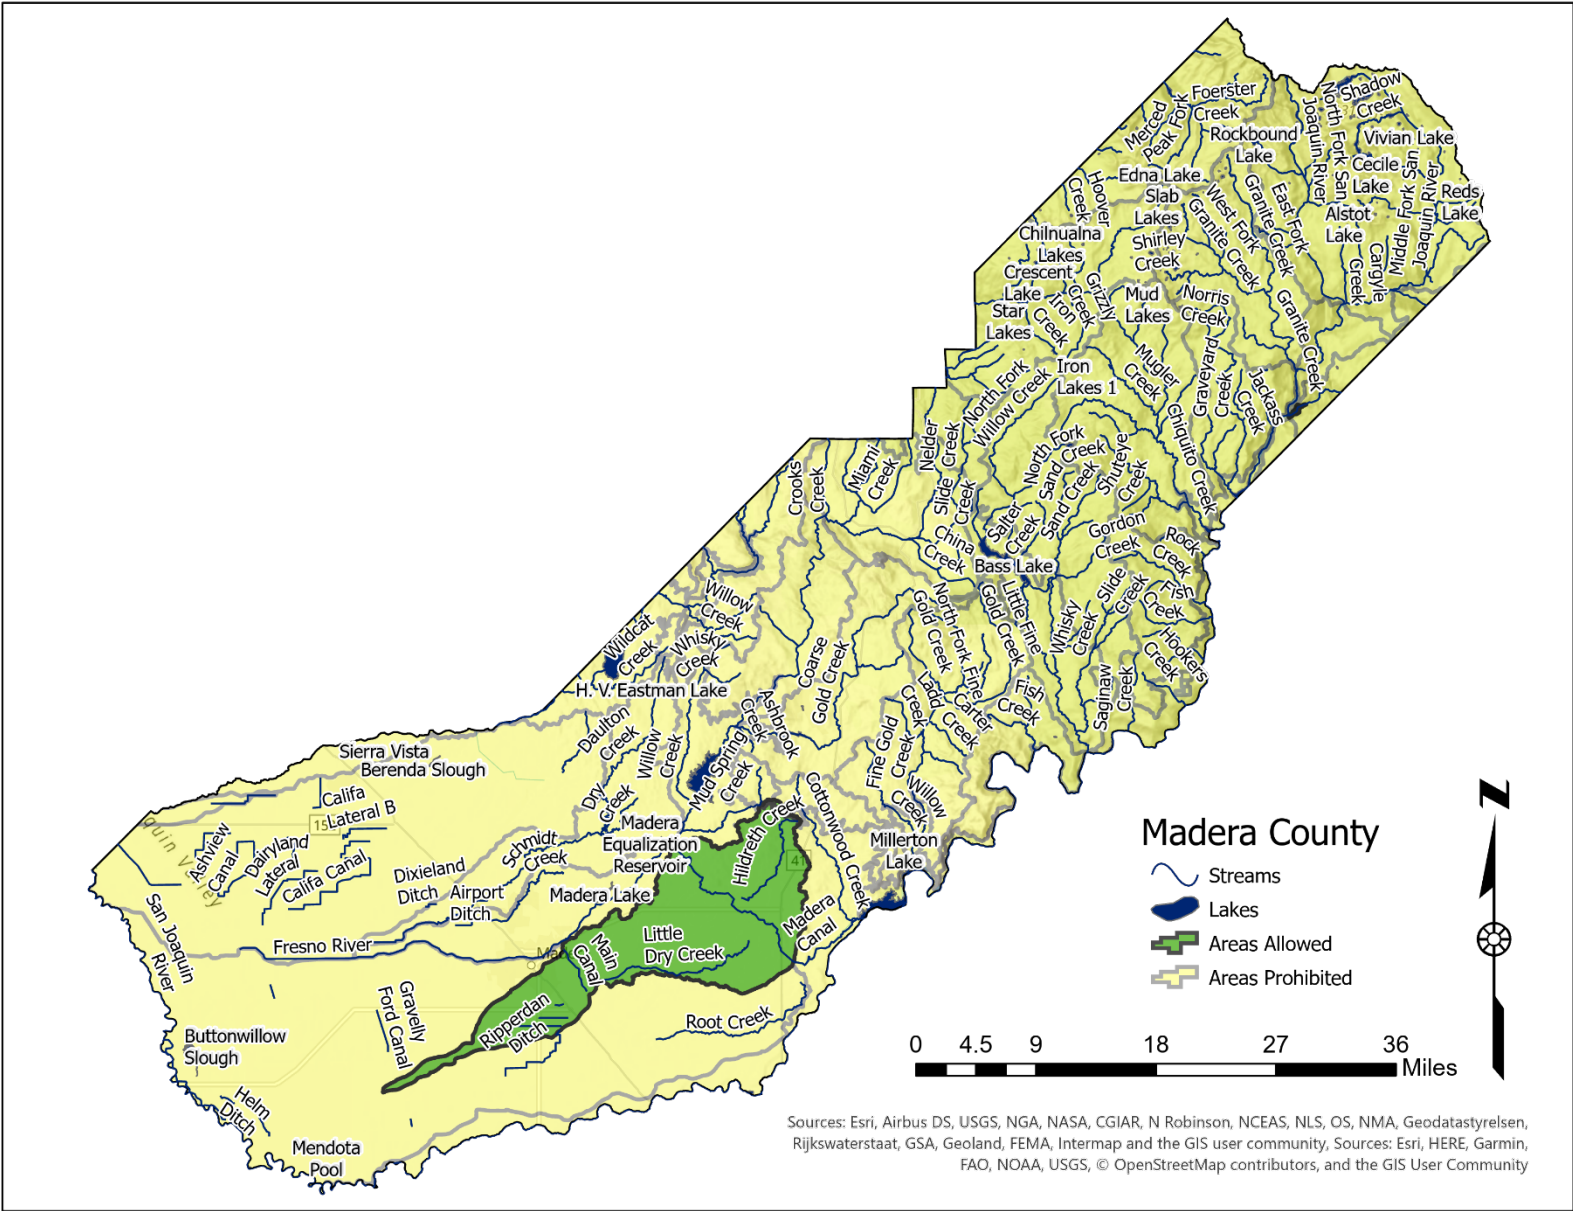 Foerster
Creek
Merced
Peak Fork
Shadow
Creek
North Fork San
Joaquin River
Rockbound
Lake
Vivian Lake
Cecile
Lake
Edna Lake
Hoover
Creek
Slab
Lakes
West Fork
Granite Creek
East Fork
Granite Creek
Middle Fork San
Joaquin River
Reds
Lake
Alstot
Lake
Cargyle
Creek
Chilnualna
Lakes
Shirley
Creek
Crescent
Lake
Grizzly
Creek
Mud
Lakes
Norris
Creek
Granite Creek
Star
Lakes
Iron
Creek
Iron
Lakes 1
Mugler
Creek
Graveyard
Creek
Jackass
Creek
North Fork
Willow Creek
Chiquito Creek
Nelder
Creek
North Fork
Sand Creek
Sand Creek
Shuteye
Creek
Miami
Creek
Crooks
Creek
Slide
Creek
Salter
Creek
China
Creek
Gordon
Creek
Rock
Creek
Bass Lake
Slide
Creek
Fish
Creek
Willow
Creek
Wildcat
Creek
Whisky
Creek
North Fork Fine
Gold Creek
Little Fine
Gold Creek
Whisky
Creek
Hookers
Creek
Coarse
Gold Creek
H. V. Eastman Lake
Ladd Creek
Carter
Creek
Fish
Creek
Saginaw
Creek
Daulton
Creek
Willow
Creek
Ashbrook
Creek
Fine Gold
Creek
Sierra Vista
Berenda Slough
Mud Spring
Creek
Dry
Creek
Willow
Creek
Califa
Lateral B
15
Hildreth Creek
Cottonwood Creek
Madera
Equalization
Reservoir
Millerton
Lake
Ashview
Canal
Dairyland
Lateral
Califa Canal
Schmidt
Creek
41
Dixieland
Ditch
Airport
Ditch
Madera Lake
Madera
Canal
San Joaquin
River
Fresno River
Main
Canal
Little
Dry Creek
Gravelly
Ford Canal
Ripperdan
Ditch
Root Creek
Buttonwillow
Slough
Helm
Ditch
Mendota
Pool
Madera County
Streams
Lakes
Areas Allowed
Areas Prohibited
N
0 4.5 9 18 27 36
Miles
Sources: Esri, Airbus DS, USGS, NGA, NASA, CGIAR, N Robinson, NCEAS, NLS, OS, NMA, Geodatastyrelsen,
Rijkswaterstaat, GSA, Geoland, FEMA, Intermap and the GIS user community, Sources: Esri, HERE, Garmin,
FAO, NOAA, USGS, © OpenStreetMap contributors, and the GIS User Community